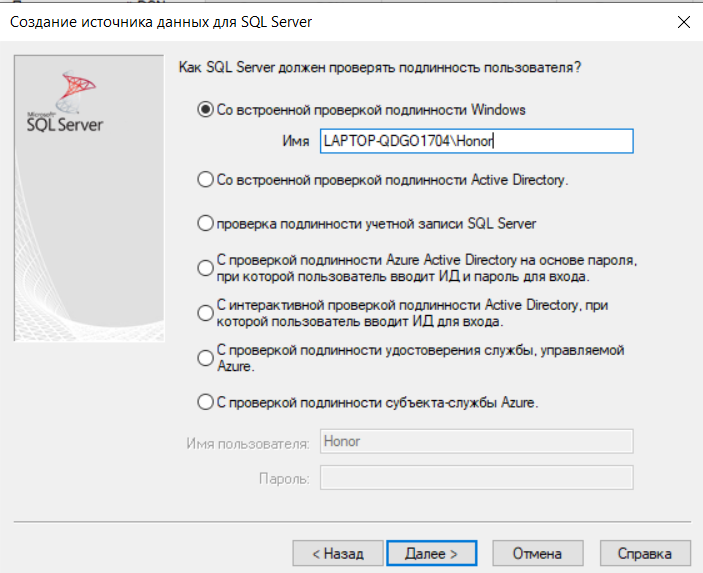 Создание источника данных для SQL Server
Microsoft
SQL Server
Как SQL Server должен проверять подлинность пользователя?
Со встроенной проверкой подлинности Windows
Имя LAPTOP-QDGO1704\Honor
Со встроенной проверкой подлинности Active Directory.
проверка подлинности учетной записи SQL Server
С проверкой подлинности Azure Active Directory на основе пароля,
при которой пользователь вводит ИД и пароль для входа.
С интерактивной проверкой подлинности Active Directory, при
которой пользователь вводит ИД для входа.
С проверкой подлинности удостоверения службы, управляемой
Azure.
С проверкой подлинности субъекта-службы Azure.
Имя пользователя: Honor
Пароль:
< Назад Далее > Отмена Справка